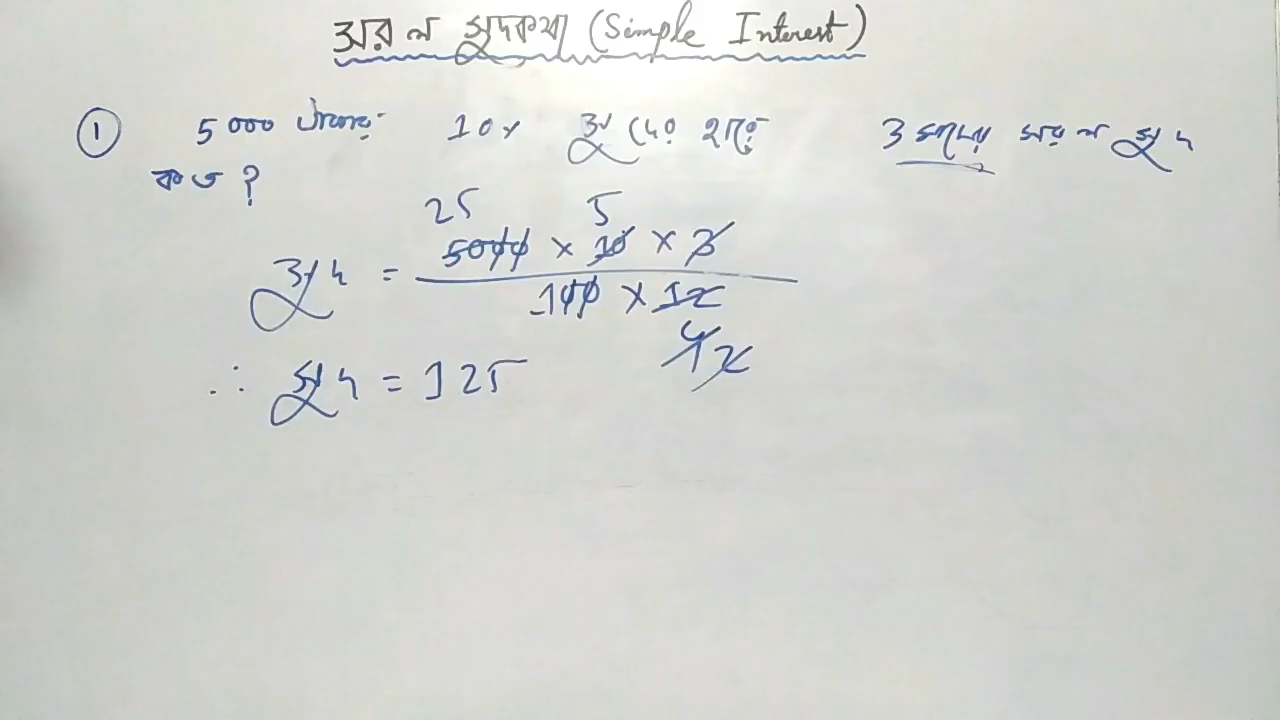 সরল সুদকষা (Simple Interest)
① 5000 টাকার 10% সুদের হারে 3 মাসের সরল সুদ
কত ?
25 5
সুদ = 5000 × 10 × 3
100 × 12
4 2
∴ সুদ = 125